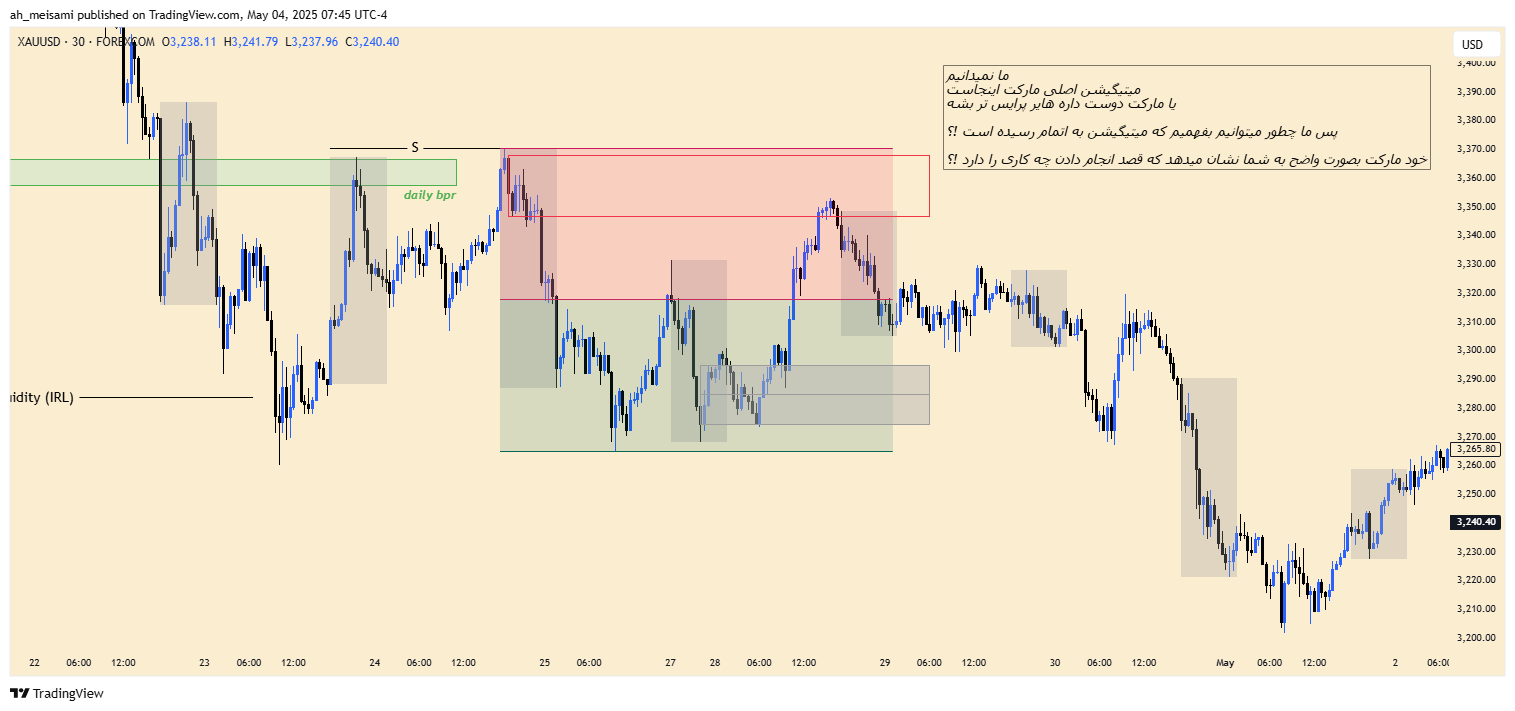 ah_meisami published on TradingView.com, May 04, 2025 07:45 UTC-4
XAUUSD · 30 · FOREXCOM O3,238.11 H3,241.79 L3,237.96 C3,240.40
USD
3,400.00
ما نمیدانیم
میتیگیشن اصلی مارکت اینجاست
یا مارکت دوست داره هایر پرایس تر بشه
پس ما چطور میتوانیم بفهمیم که میتیگیشن به اتمام رسیده است !؟
خود مارکت بصورت واضح به شما نشان میدهد که قصد انجام دادن چه کاری را دارد !؟
3,390.00
3,380.00
S
3,370.00
3,360.00
daily bpr
3,350.00
3,340.00
3,330.00
3,320.00
3,310.00
3,300.00
3,290.00
(IRL)
3,280.00
3,270.00
3,265.80
3,260.00
3,250.00
3,240.40
3,230.00
3,220.00
3,210.00
3,200.00
22 06:00 12:00 23 06:00 12:00 24 06:00 12:00 25 06:00 27 28 06:00 12:00 29 06:00 12:00 30 06:00 12:00 May 06:00 12:00 2 06:00
TradingView